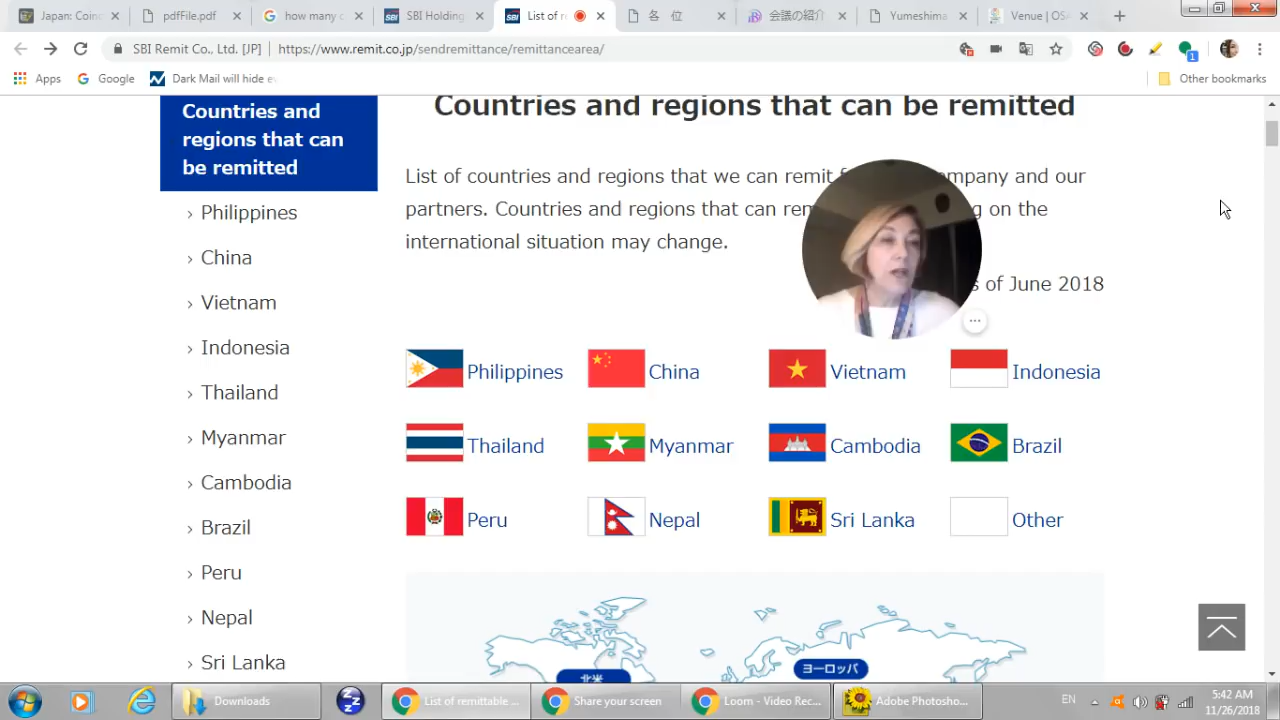 Japan: Coin
pdfFile.pdf
how many c
SBI Holding
List of r
各 位
会議の紹介
Yumeshima
Venue | OSA
SBI Remit Co., Ltd. [JP]
https://www.remit.co.jp/sendremittance/remittancearea/
1
Apps
Google
Dark Mail will hide ev
Other bookmarks
Countries and
regions that can
be remitted
Philippines
China
Vietnam
Indonesia
Thailand
Myanmar
Cambodia
Brazil
Peru
Nepal
Sri Lanka
Countries and regions that can be remitted
List of countries and regions that we can remit company and our
partners. Countries and regions that can on the
international situation may change.
of June 2018
Philippines
China
Vietnam
Indonesia
Thailand
Myanmar
Cambodia
Brazil
Peru
Nepal
Sri Lanka
Other
北米
ヨーロッパ
Downloads
List of remittable
Share your screen
Loom - Video Rec...
Adobe Photosho...
EN
5:42 AM
11/26/2018